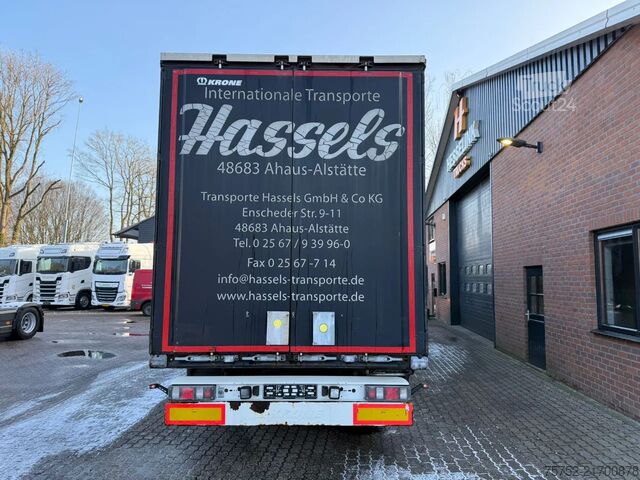 KRONE
Internationale Transporte
Hassels
48683 Ahaus-Alstätte
Transporte Hassels GmbH & Co KG
Enscheder Str. 9-11
48683 Ahaus-Alstätte
Tel. 0 25 67 / 9 39 96-0
Fax 0 25 67 -7 14
info@hassels-transporte.de
www.hassels-transporte.de
Truck
Scout24
75752-21700878